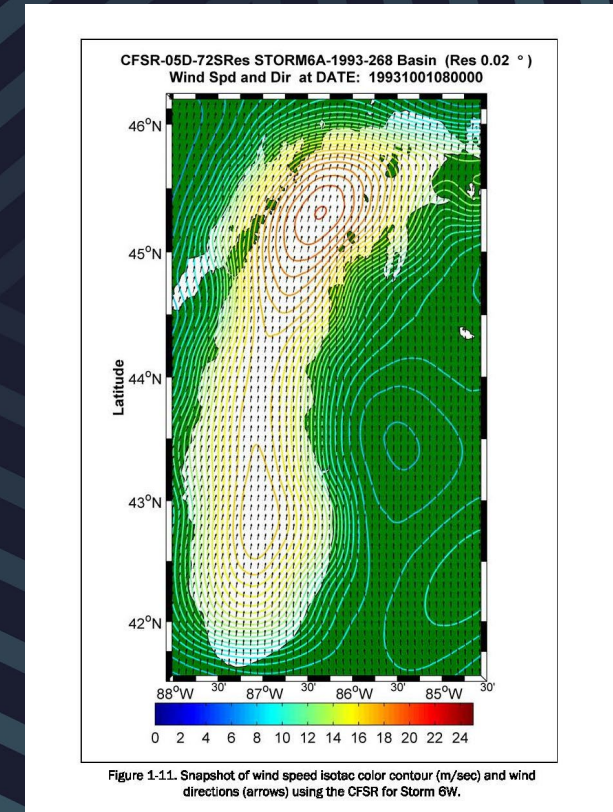 CFSR-05D-72SRes STORM6A-1993-268 Basin (Res 0.02 °)
Wind Spd and Dir at DATE: 19931001080000
46°N
45°N
44°N
43°N
42°N
Latitude
88°W 30' 87°W 30' 86°W 30' 85°W 30'
0 2 4 6 8 10 12 14 16 18 20 22 24
Figure 1-11. Snapshot of wind speed isotac color contour (m/sec) and wind
directions (arrows) using the CFSR for Storm 6W.